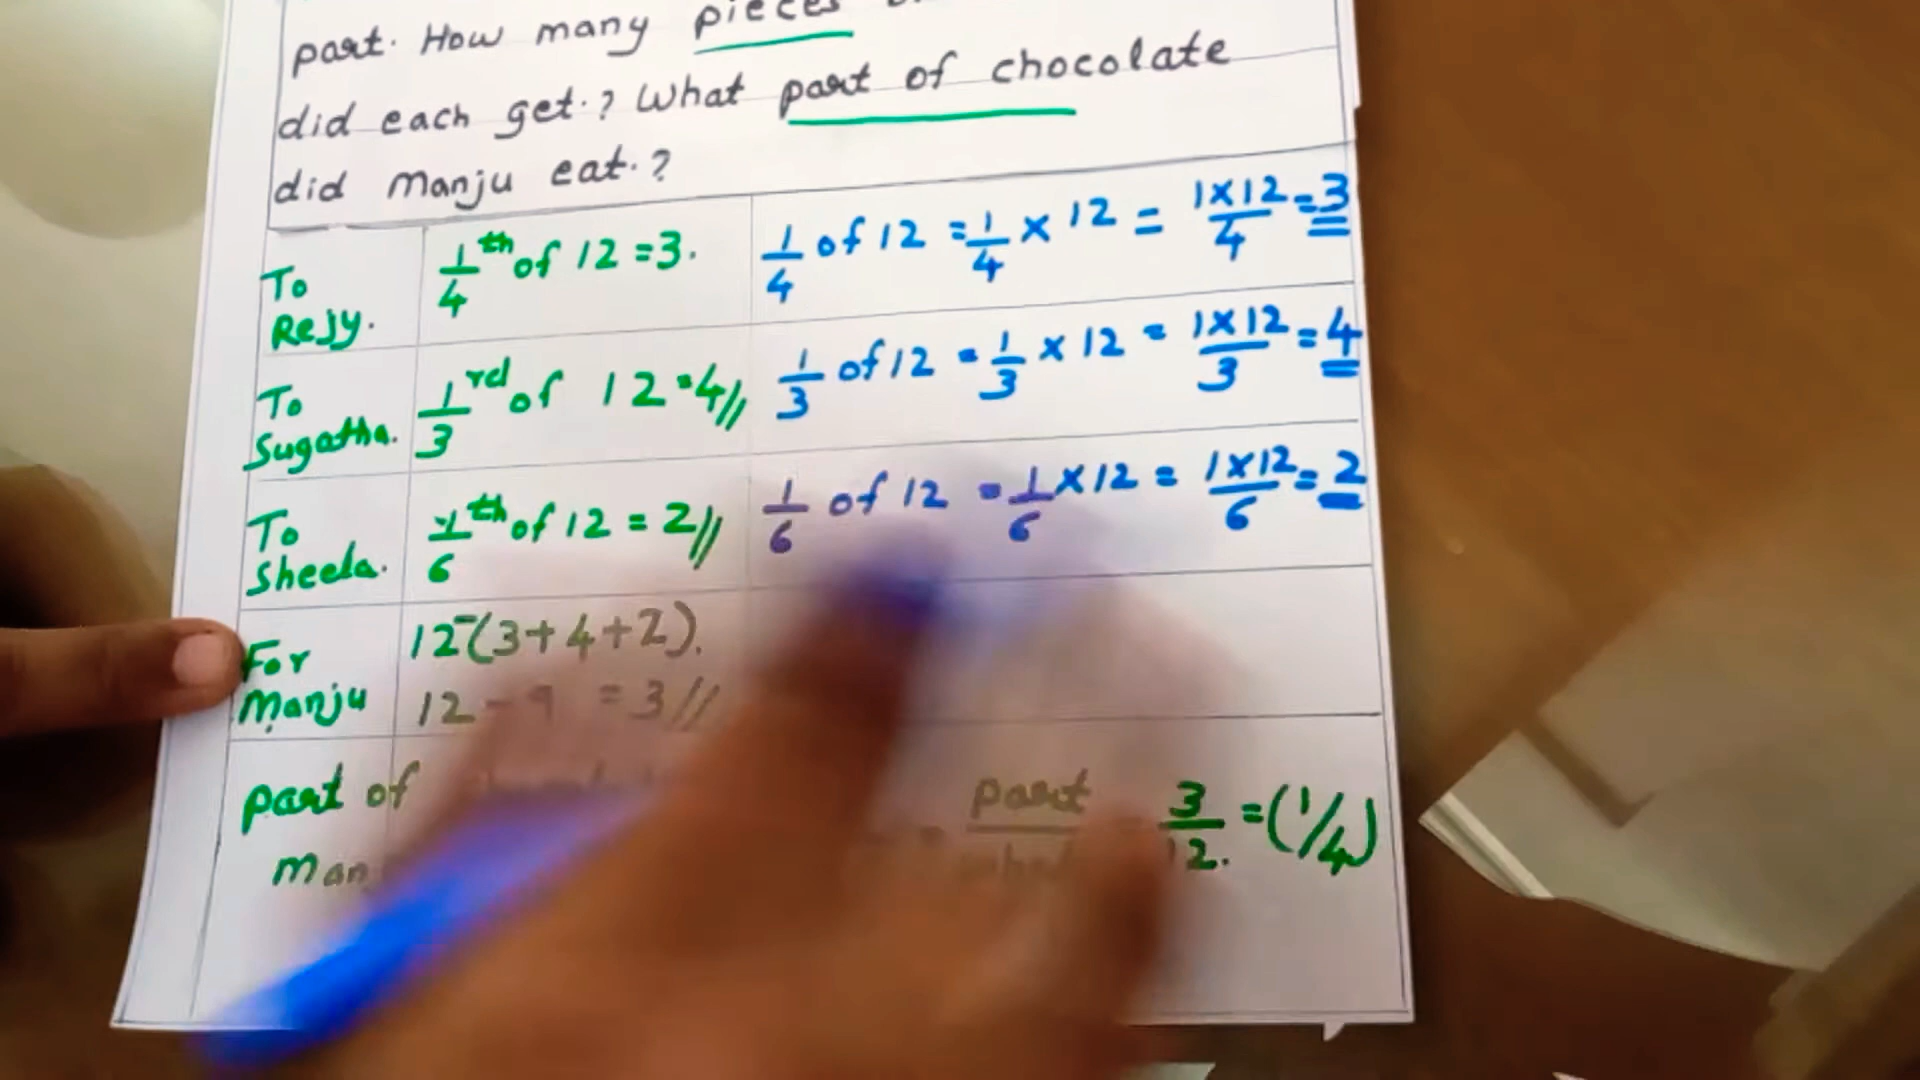 part. How many pieces
did each get.? What part of chocolate
did Manju eat.?
To Rejy.
1/4 th of 12 = 3.
1/4 of 12 = 1/4 × 12 = 1×12/4 = 3
To Sugatha.
1/3 rd of 12 = 4//
1/3 of 12 = 1/3 × 12 = 1×12/3 = 4
To Sheela.
1/6 th of 12 = 2//
1/6 of 12 = 1/6 × 12 = 1×12/6 = 2
For Manju
12-(3+4+2).
12 - 9 = 3//
part of
= part
3/12. = (1/4)